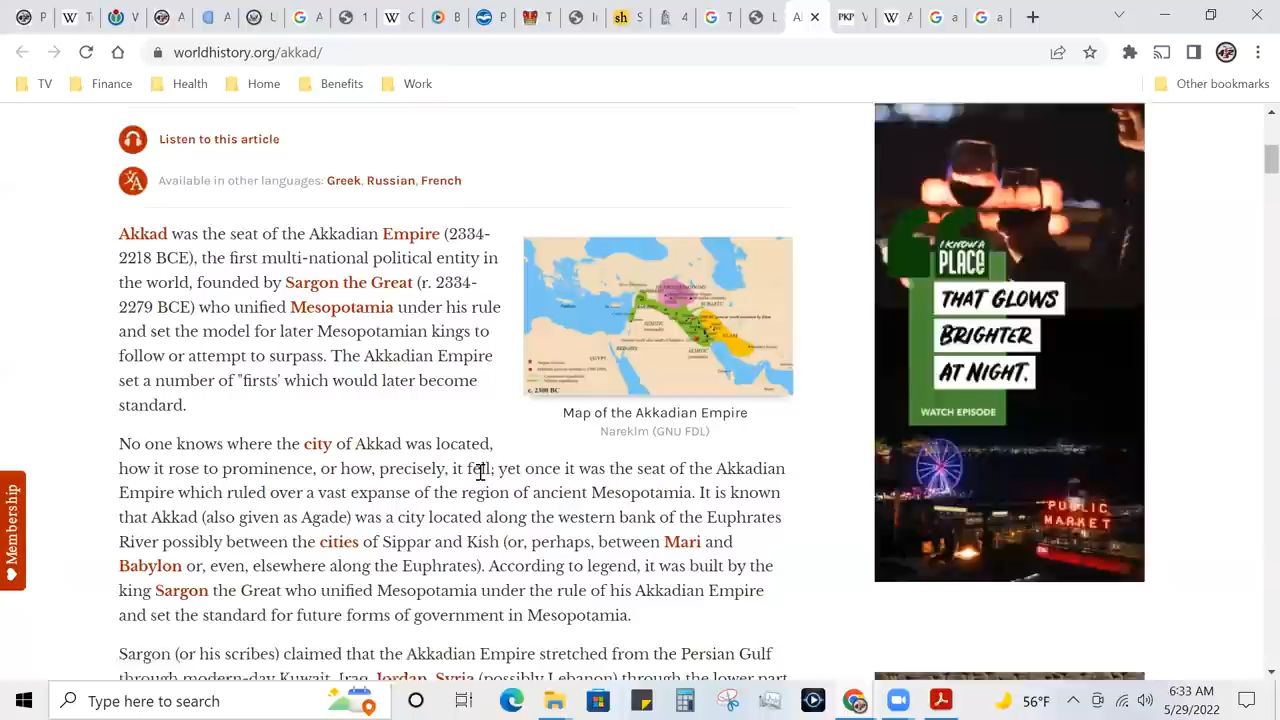 worldhistory.org/akkad/
TV Finance Health Home Benefits Work Other bookmarks
Listen to this article
Available in other languages: Greek, Russian, French
Akkad was the seat of the Akkadian Empire (2334-
2218 BCE), the first multi-national political entity in
the world, founded by Sargon the Great (r. 2334-
2279 BCE) who unified Mesopotamia under his rule
and set the model for later Mesopotamian kings to
follow or attempt to surpass. The Akkadian Empire
set a number of "firsts" which would later become
standard.
Map of the Akkadian Empire
Narekim (GNU FDL)
No one knows where the city of Akkad was located,
how it rose to prominence, or how, precisely, it fell; yet once it was the seat of the Akkadian
Empire which ruled over a vast expanse of the region of ancient Mesopotamia. It is known
that Akkad (also given as Agade) was a city located along the western bank of the Euphrates
River possibly between the cities of Sippar and Kish (or, perhaps, between Mari and
Babylon or, even, elsewhere along the Euphrates). According to legend, it was built by the
king Sargon the Great who unified Mesopotamia under the rule of his Akkadian Empire
and set the standard for future forms of government in Mesopotamia.
Sargon (or his scribes) claimed that the Akkadian Empire stretched from the Persian Gulf
Membership
I KNOW A
PLACE
THAT GLOWS
BRIGHTER
AT NIGHT.
WATCH EPISODE
PUBLIC
MARKET
Type here to search
56°F
6:33 AM
5/29/2022